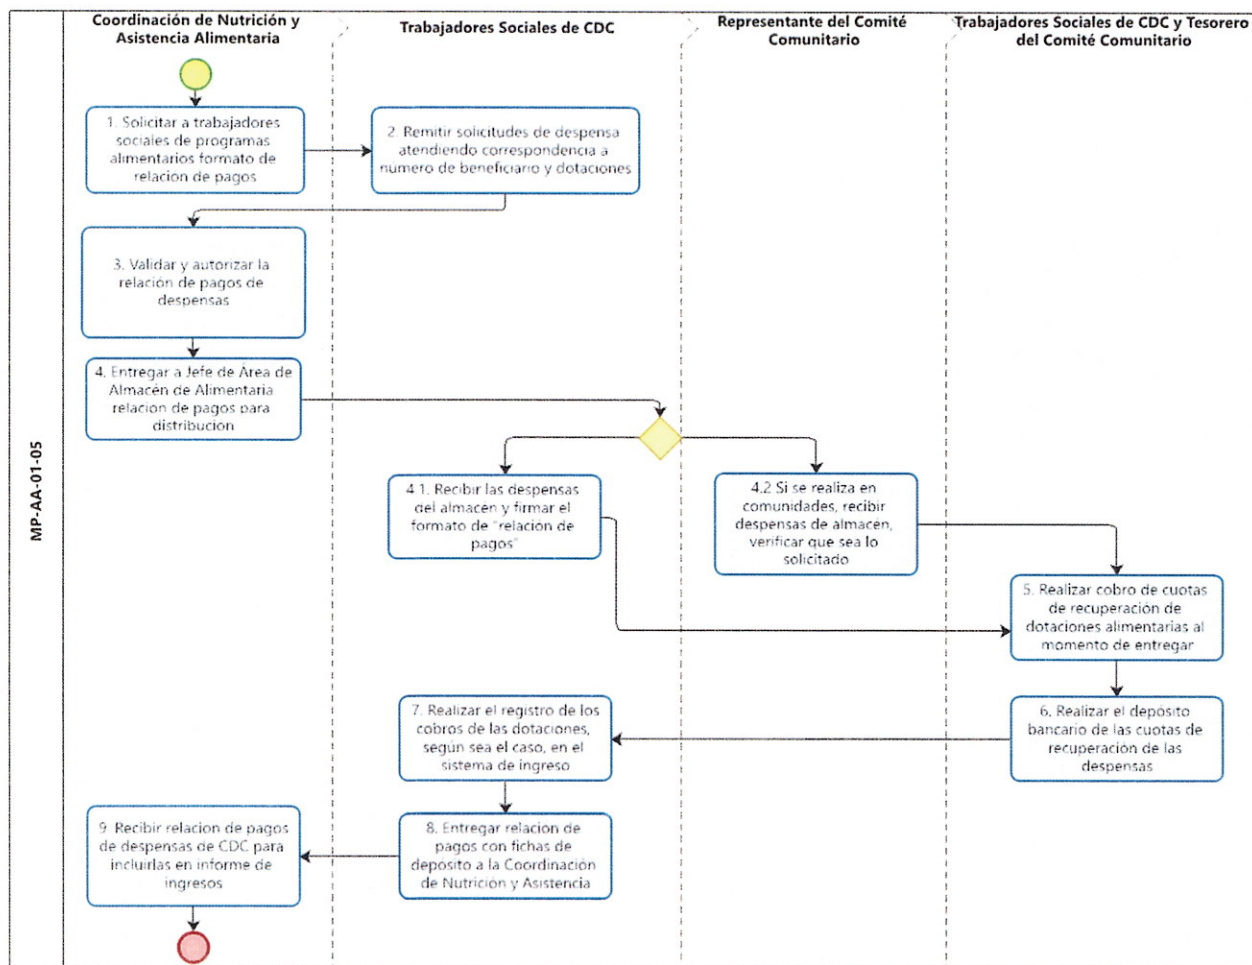 Coordinación de Nutrición y
Asistencia Alimentaria
Trabajadores Sociales de CDC
Representante del Comité
Comunitario
Trabajadores Sociales de CDC y Tesorero
del Comité Comunitario
MP-AA-01-05
1. Solicitar a trabajadores
sociales de programas
alimentarios formato de
relacion de pagos
2. Remitir solicitudes de despensa
atendiendo correspondencia a
número de beneficiario y dotaciones
3. Validar y autorizar la
relación de pagos de
despensas
4. Entregar a Jefe de Área de
Almacén de Alimentaria
relacion de pagos para
distribucion
4.1. Recibir las despensas
del almacén y firmar el
formato de "relación de
pagos"
4.2 Si se realiza en
comunidades, recibir
despensas de almacén,
verificar que sea lo
solicitado
5. Realizar cobro de cuotas
de recuperación de
dotaciones alimentarias al
momento de entregar
6. Realizar el depósito
bancario de las cuotas de
recuperación de las
despensas
7. Realizar el registro de los
cobros de las dotaciones,
según sea el caso, en el
sistema de ingreso
8. Entregar relacion de
pagos con fichas de
depósito a la Coordinación
de Nutrición y Asistencia
9. Recibir relacion de pagos
de despensas de CDC para
incluirlas en informe de
ingresos